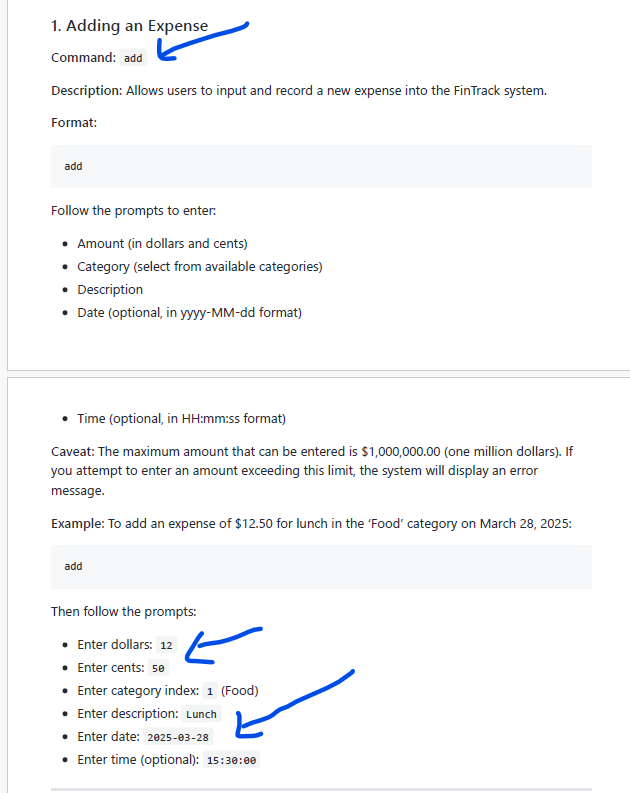 1. Adding an Expense
Command: add
Description: Allows users to input and record a new expense into the FinTrack system.
Format:
add
Follow the prompts to enter:
• Amount (in dollars and cents)
• Category (select from available categories)
• Description
• Date (optional, in yyyy-MM-dd format)
• Time (optional, in HH:mm:ss format)
Caveat: The maximum amount that can be entered is $1,000,000.00 (one million dollars). If
you attempt to enter an amount exceeding this limit, the system will display an error
message.
Example: To add an expense of $12.50 for lunch in the ‘Food’ category on March 28, 2025:
add
Then follow the prompts:
• Enter dollars: 12
• Enter cents: 50
• Enter category index: 1 (Food)
• Enter description: Lunch
• Enter date: 2025-03-28
• Enter time (optional): 15:30:00